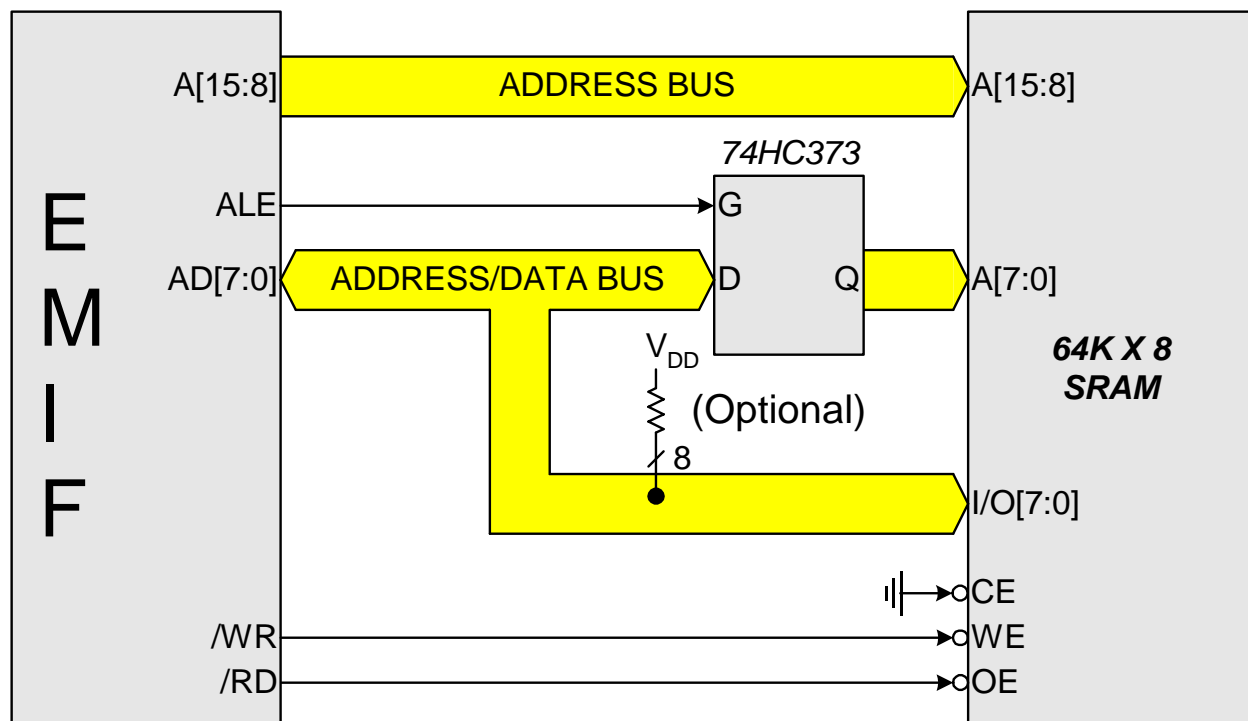 A[15:8]
ADDRESS BUS
A[15:8]
74HC373
ALE
G
AD[7:0]
ADDRESS/DATA BUS
D
Q
A[7:0]
E
M
I
F
64K X 8
SRAM
VDD
(Optional)
8
I/O[7:0]
CE
/WR
WE
/RD
OE